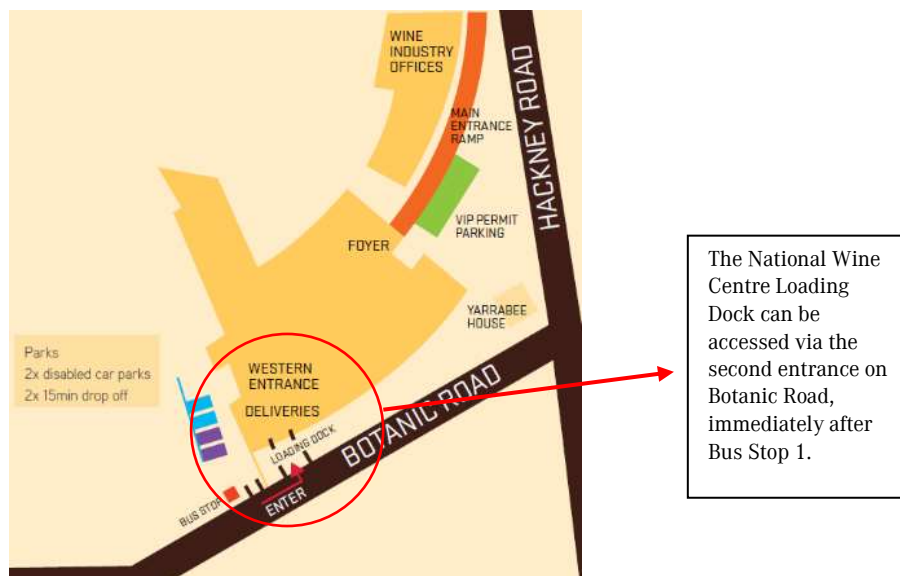 WINE
INDUSTRY
OFFICES
MAIN
ENTRANCE
RAMP
HACKNEY ROAD
VIP PERMIT
PARKING
FOYER
YARRABEE
HOUSE
Parks
2x disabled car parks
2x 15min drop off
WESTERN
ENTRANCE
DELIVERIES
LOADING DOCK
BOTANIC ROAD
BUS STOP
ENTER
The National Wine
Centre Loading
Dock can be
accessed via the
second entrance on
Botanic Road,
immediately after
Bus Stop 1.